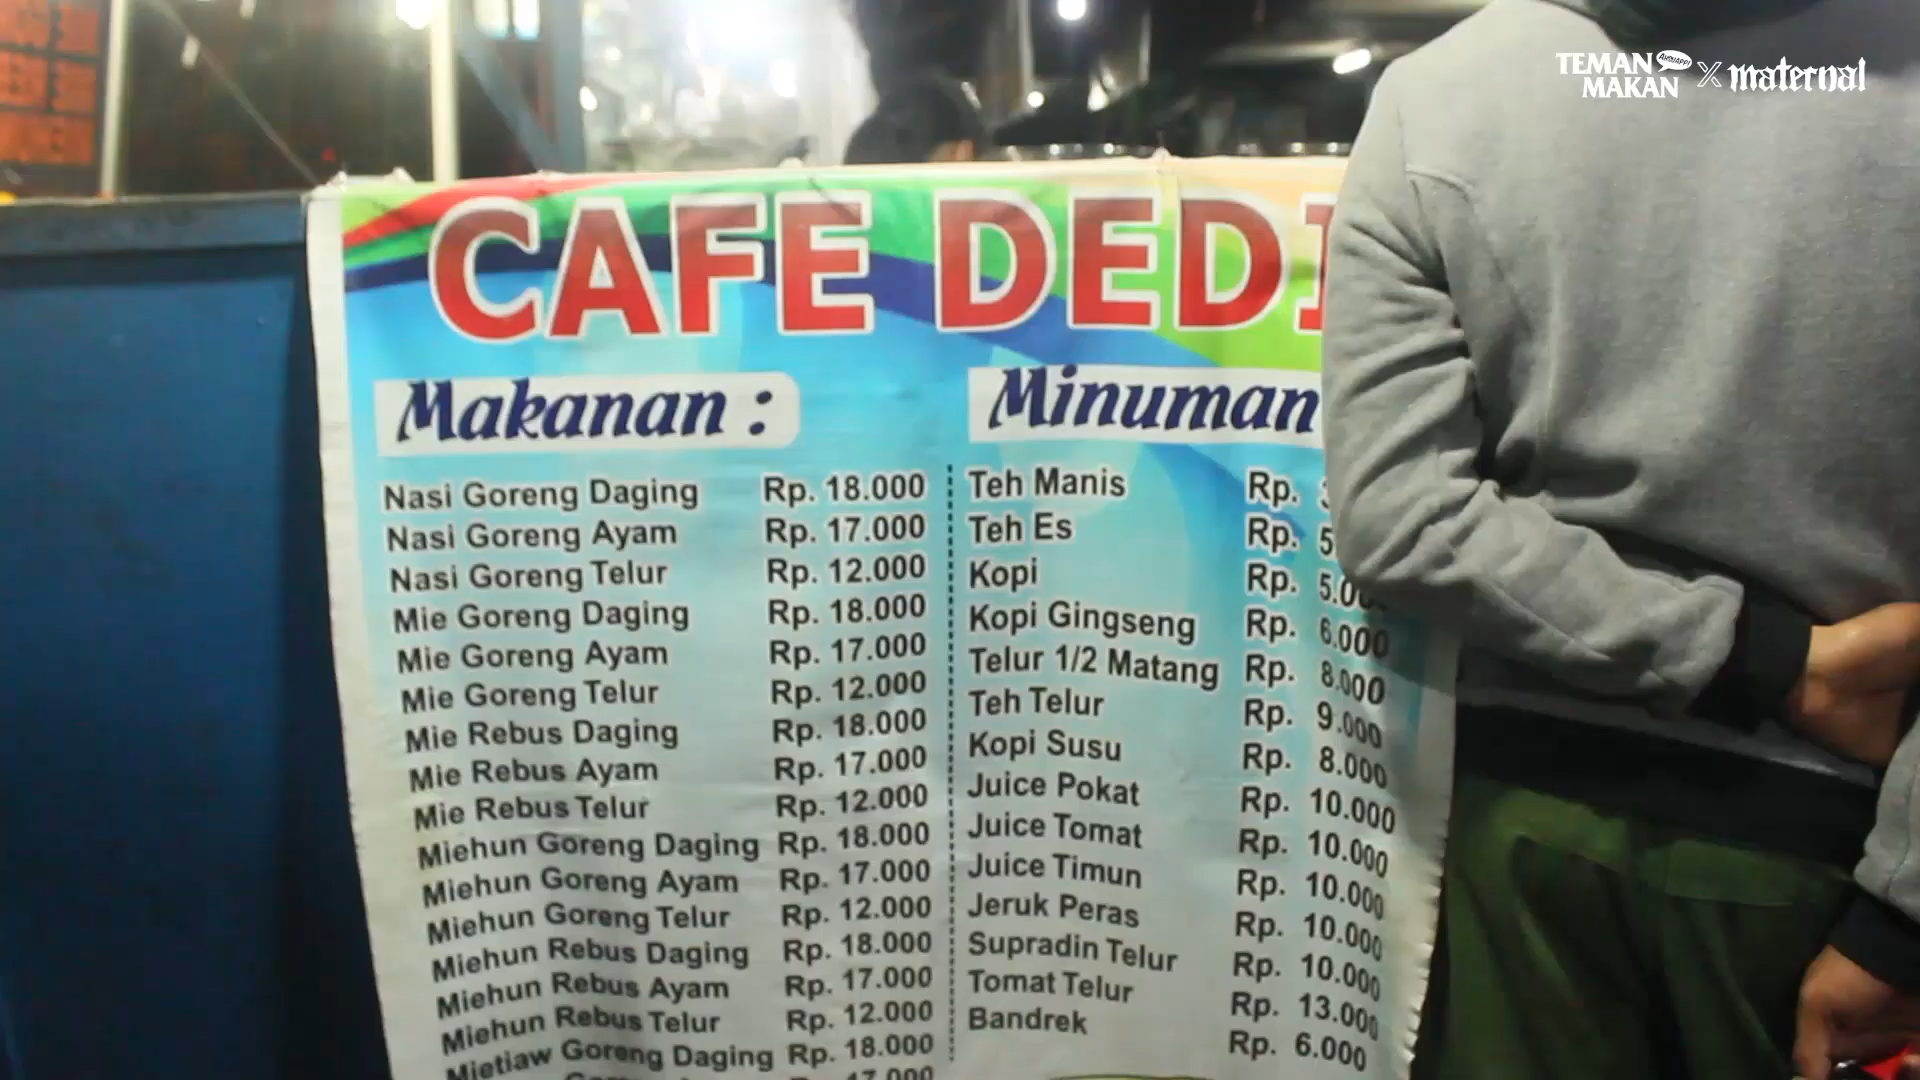 TEMAN MAKAN X maternal
CAFE DEDI
Makanan :
Nasi Goreng Daging Rp. 18.000
Nasi Goreng Ayam Rp. 17.000
Nasi Goreng Telur Rp. 12.000
Mie Goreng Daging Rp. 18.000
Mie Goreng Ayam Rp. 17.000
Mie Goreng Telur Rp. 12.000
Mie Rebus Daging Rp. 18.000
Mie Rebus Ayam Rp. 17.000
Mie Rebus Telur Rp. 12.000
Miehun Goreng Daging Rp. 18.000
Miehun Goreng Ayam Rp. 17.000
Miehun Goreng Telur Rp. 12.000
Miehun Rebus Daging Rp. 18.000
Miehun Rebus Ayam Rp. 17.000
Miehun Rebus Telur Rp. 12.000
Mietiaw Goreng Daging Rp. 18.000
17.000
Minuman
Teh Manis Rp.
Teh Es Rp. 5.
Kopi Rp. 5.00
Kopi Gingseng Rp. 6.000
Telur 1/2 Matang Rp. 8.000
Teh Telur Rp. 9.000
Kopi Susu Rp. 8.000
Juice Pokat Rp. 10.000
Juice Tomat Rp. 10.000
Juice Timun Rp. 10.000
Jeruk Peras Rp. 10.000
Supradin Telur Rp. 10.000
Tomat Telur Rp. 13.000
Bandrek Rp. 6.000